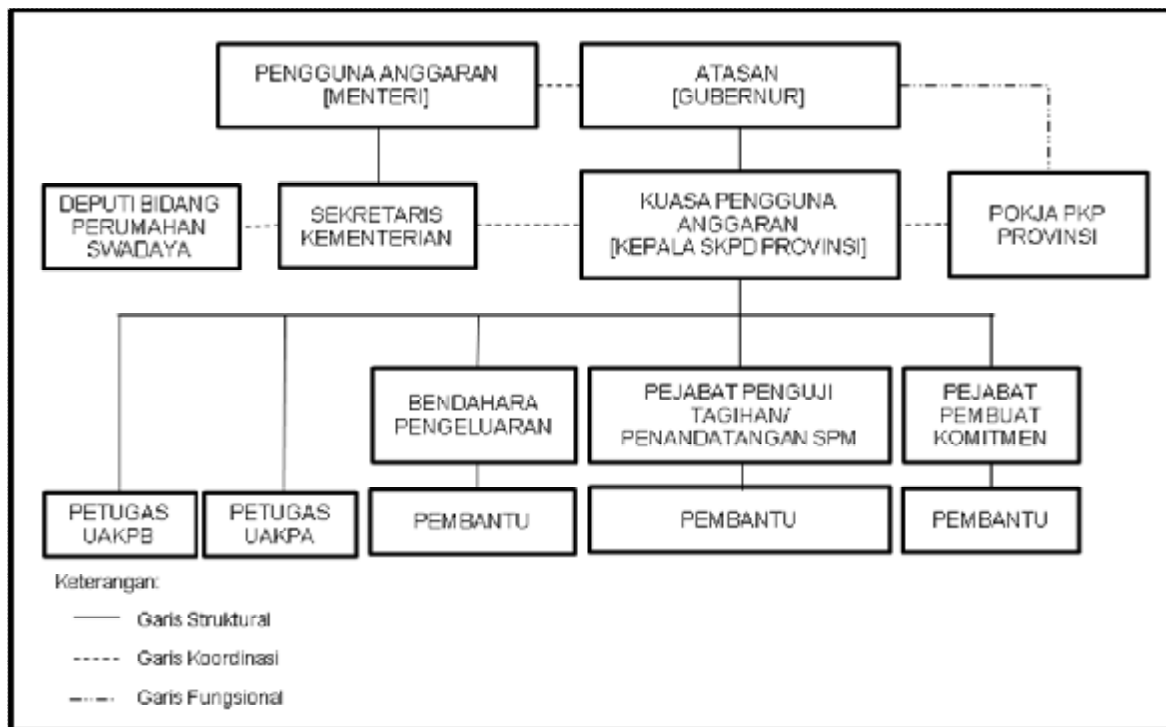 PENGGUNA ANGGARAN
[MENTERI]
ATASAN
[GUBERNUR]
DEPUTI BIDANG
PERUMAHAN
SWADAYA
SEKRETARIS
KEMENTERIAN
KUASA PENGGUNA
ANGGARAN
[KEPALA SKPD PROVINSI]
POKJA PKP
PROVINSI
BENDAHARA
PENGELUARAN
PEJABAT PENGUJI
TAGIHAN/
PENANDATANGAN SPM
PEJABAT
PEMBUAT
KOMITMEN
PETUGAS
UAKPB
PETUGAS
UAKPA
PEMBANTU
PEMBANTU
PEMBANTU
Keterangan:
Garis Struktural
Garis Koordinasi
Garis Fungsional